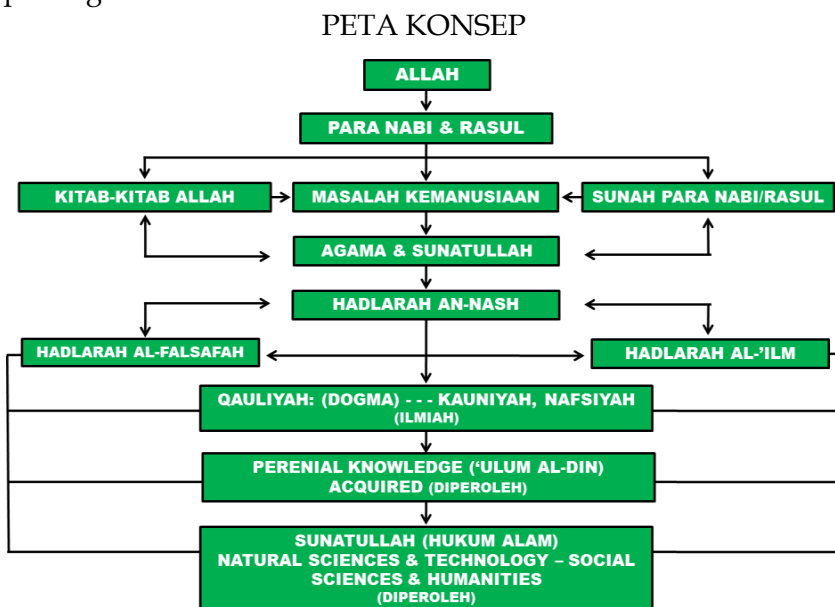 PETA KONSEP
ALLAH
PARA NABI & RASUL
KITAB-KITAB ALLAH
MASALAH KEMANUSIAAN
SUNAH PARA NABI/RASUL
AGAMA & SUNATULLAH
HADLARAH AN-NASH
HADLARAH AL-FALSAFAH
HADLARAH AL-'ILM
QAULIYAH: (DOGMA) - - - KAUNIYAH, NAFSIYAH
(ILMIAH)
PERENIAL KNOWLEDGE (‘ULUM AL-DIN)
ACQUIRED (DIPEROLEH)
SUNATULLAH (HUKUM ALAM)
NATURAL SCIENCES & TECHNOLOGY – SOCIAL
SCIENCES & HUMANITIES
(DIPEROLEH)